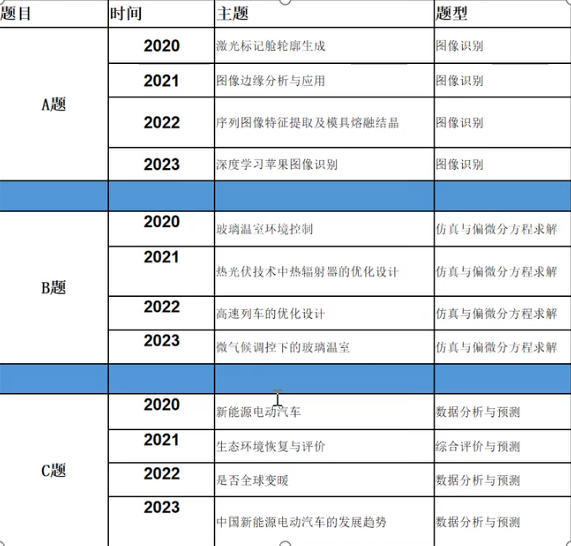 题目 时间 主题 题型
A题
2020 激光标记舱轮廓生成 图像识别
2021 图像边缘分析与应用 图像识别
2022 序列图像特征提取及模具熔融结晶 图像识别
2023 深度学习苹果图像识别 图像识别
B题
2020 玻璃温室环境控制 仿真与偏微分方程求解
2021 热光伏技术中热辐射器的优化设计 仿真与偏微分方程求解
2022 高速列车的优化设计 仿真与偏微分方程求解
2023 微气候调控下的玻璃温室 仿真与偏微分方程求解
C题
2020 新能源电动汽车 数据分析与预测
2021 生态环境恢复与评价 综合评价与预测
2022 是否全球变暖 数据分析与预测
2023 中国新能源电动汽车的发展趋势 数据分析与预测